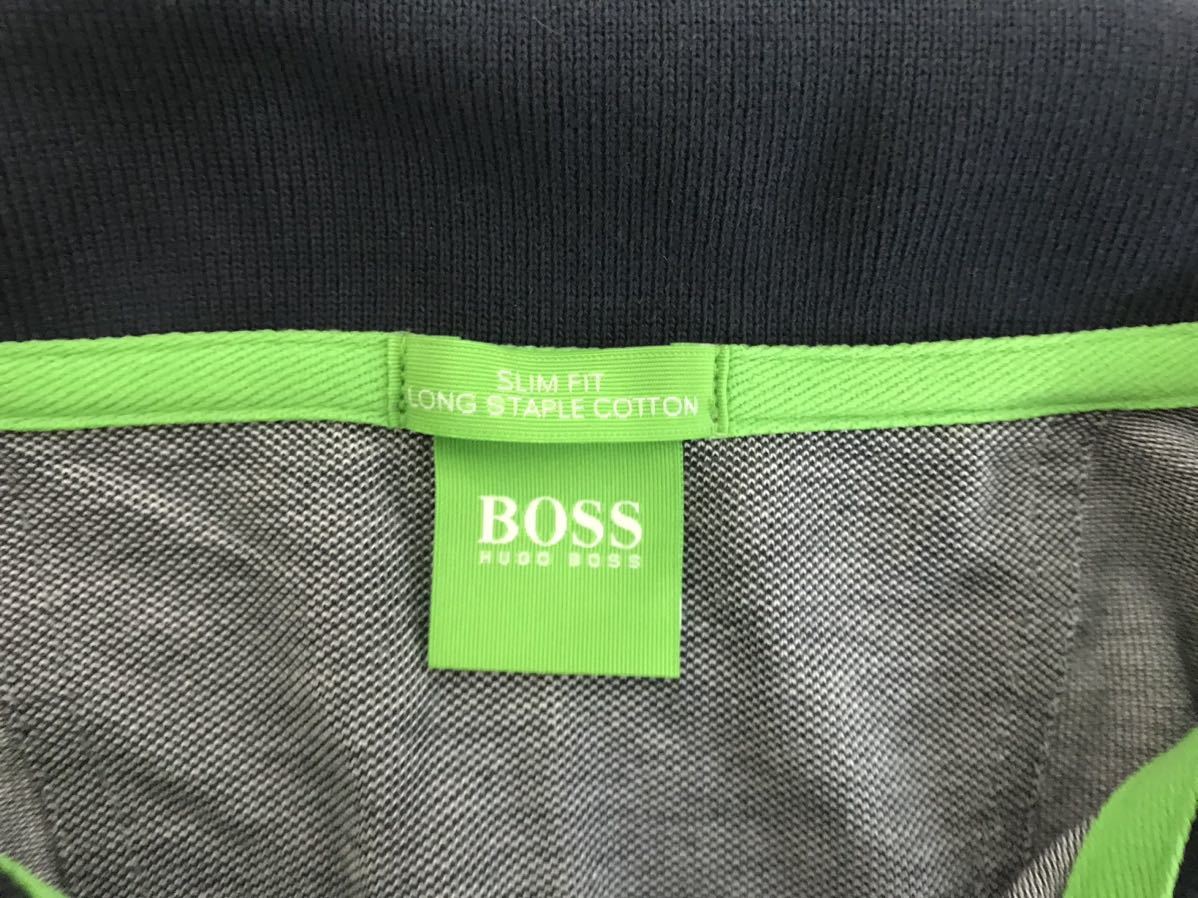 SLIM FIT
LONG STAPLE COTTON
BOSS
HUGO BOSS